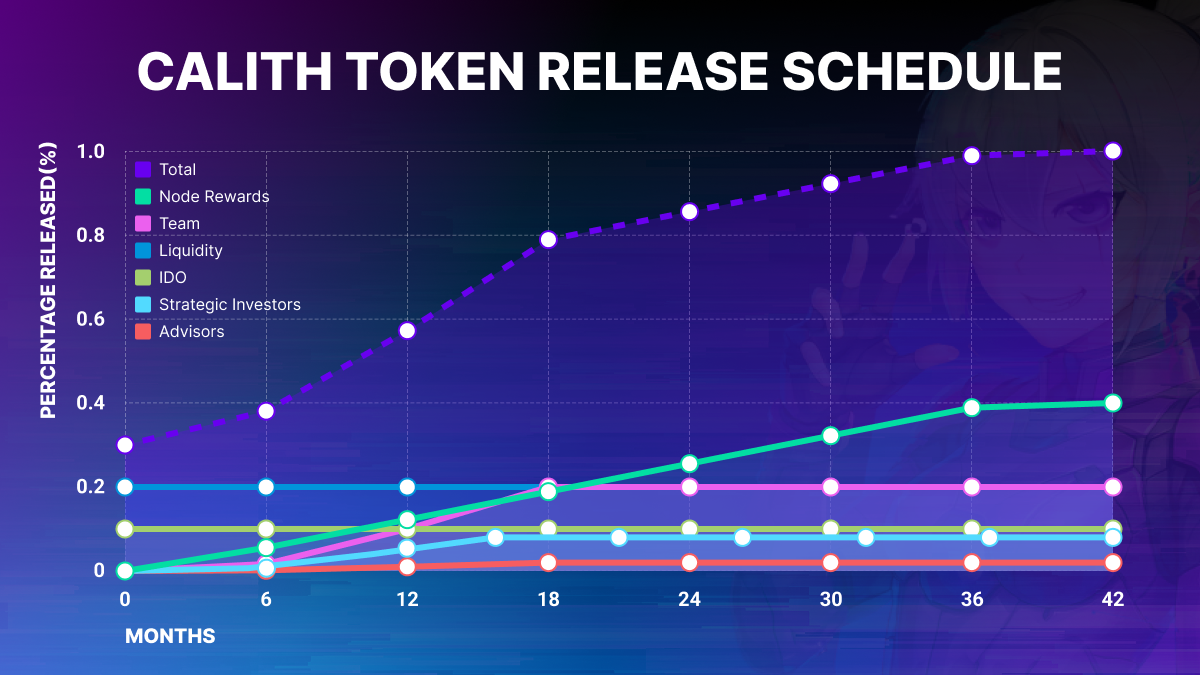 CALITH TOKEN RELEASE SCHEDULE
PERCENTAGE RELEASED(%)
1.0
0.8
0.6
0.4
0.2
0
Total
Node Rewards
Team
Liquidity
IDO
Strategic Investors
Advisors
0 6 12 18 24 30 36 42
MONTHS